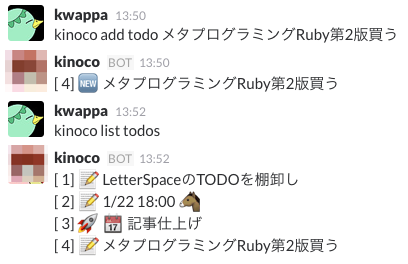 kwappa 13:50
kinoco add todo メタプログラミングRuby第2版買う
kinoco BOT 13:50
[ 4] 🆕 メタプログラミングRuby第2版買う
kwappa 13:52
kinoco list todos
kinoco BOT 13:52
[ 1] 📝 LetterSpaceのTODOを棚卸し
[ 2] 📝 1/22 18:00 🐴
[ 3] 🚀 📅 記事仕上げ
[ 4] 📝 メタプログラミングRuby第2版買う